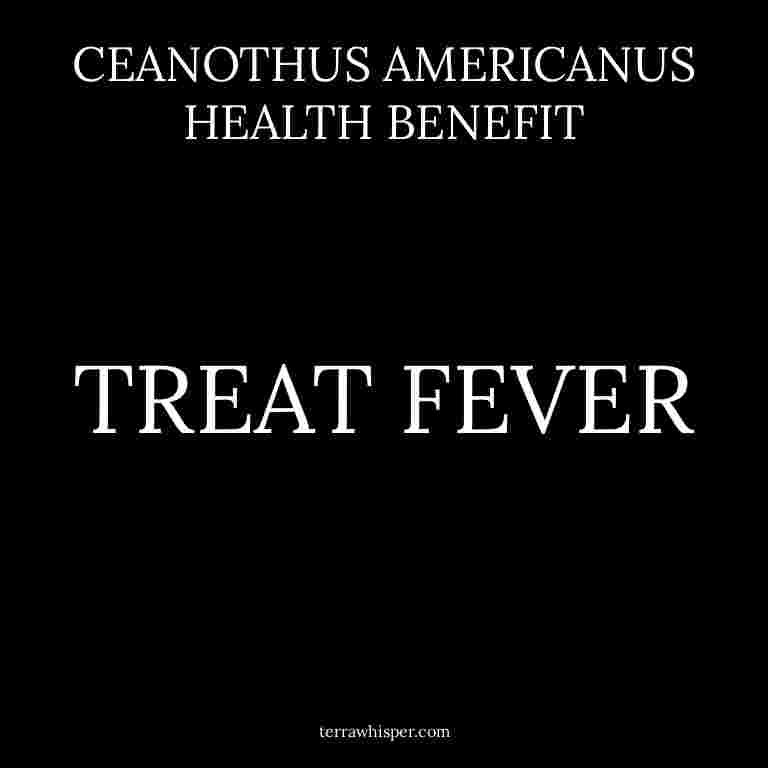 CEANOTHUS AMERICANUS
HEALTH BENEFIT
TREAT FEVER
terrawhisper.com